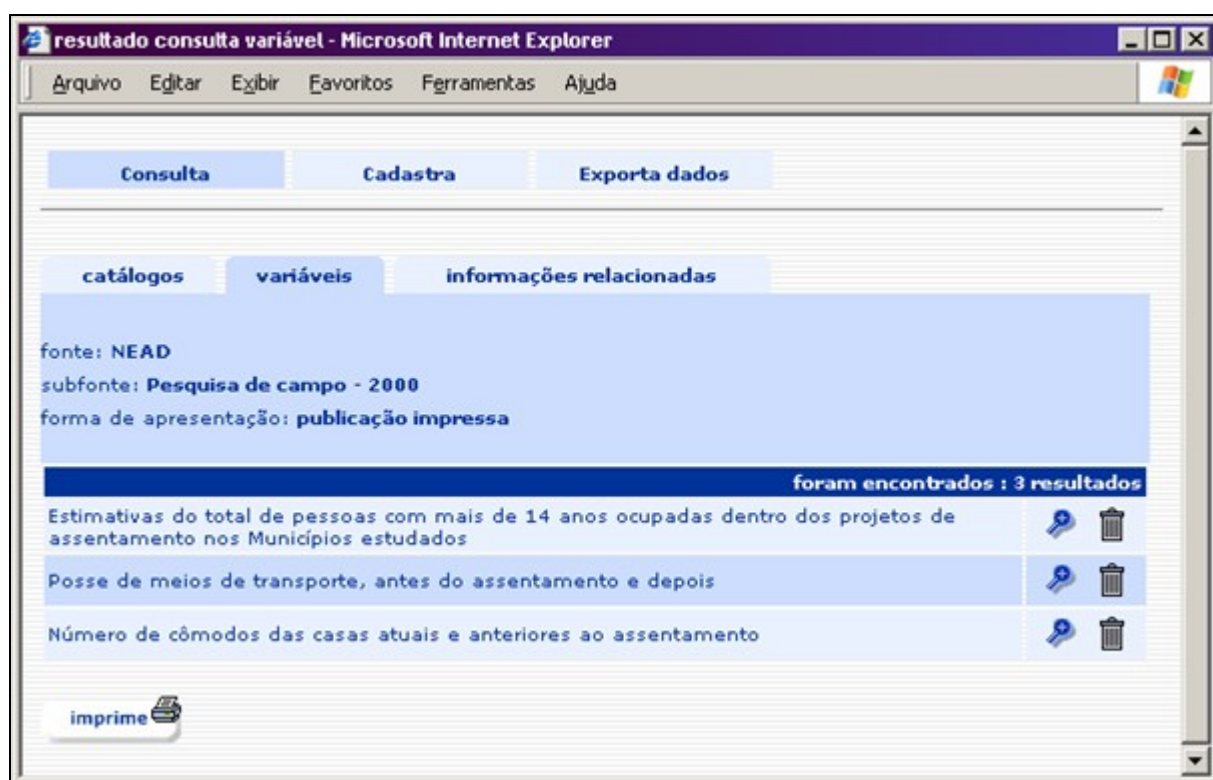 resultado consulta variável - Microsoft Internet Explorer
Arquivo Editar Exibir Favoritos Ferramentas Ajuda
Consulta Cadastra Exporta dados
catálogos variáveis informações relacionadas
fonte: NEAD
subfonte: Pesquisa de campo - 2000
forma de apresentação: publicação impressa
foram encontrados : 3 resultados
Estimativas do total de pessoas com mais de 14 anos ocupadas dentro dos projetos de
assentamento nos Municípios estudados
Posse de meios de transporte, antes do assentamento e depois
Número de cômodos das casas atuais e anteriores ao assentamento
imprime